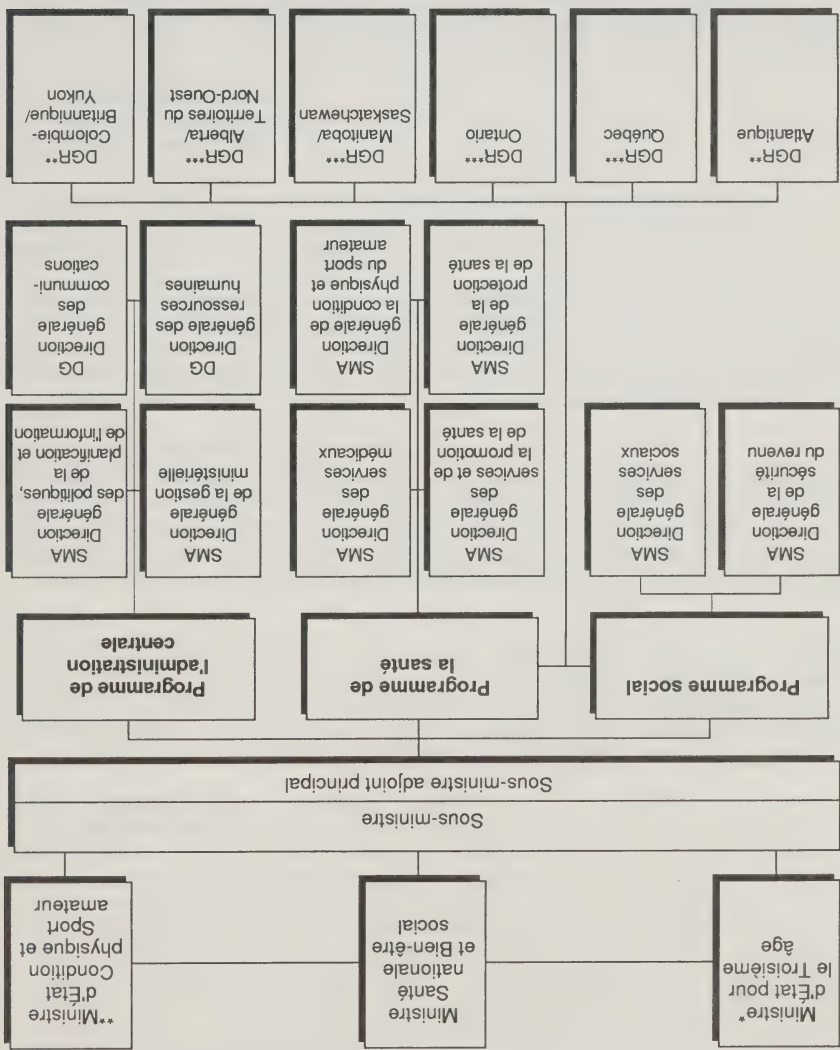 Ministre*
d'État pour
le Troisième
âge
Ministre
Santé
nationale
et Bien-être
social
**Ministre
d'État
Condition
physique et
Sport
amateur
Sous-ministre
Sous-ministre adjoint principal
Programme social
Programme de
la santé
Programme de
l'administration
centrale
SMA
Direction
générale
de la
sécurité
du revenu
SMA
Direction
générale
des
services
sociaux
SMA
Direction
générale
des
services et de
la promotion
de la santé
SMA
Direction
générale
des
services
médicaux
SMA
Direction
générale
de la gestion
ministérielle
SMA
Direction
générale
des politiques,
de la
planification et
de l'information
SMA
Direction
générale
de la
protection
de la santé
SMA
Direction
générale de
la condition
physique et
du sport
amateur
DG
Direction
générale des
ressources
humaines
DG
Direction
générale
des
communi-
cations
DGR**
Atlantique
DGR***
Québec
DGR***
Ontario
DGR***
Manitoba/
Saskatchewan
DGR***
Alberta/
Territoires du
Nord-Ouest
DGR**
Colombie-
Britannique/
Yukon